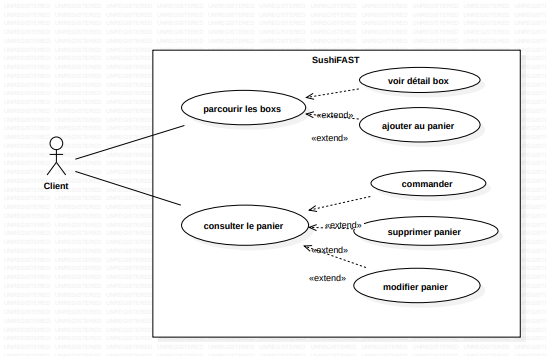 SushiFAST
voir détail box
parcourir les boxs
«extend»
ajouter au panier
«extend»
Client
commander
consulter le panier
«extend»
supprimer panier
«extend»
«extend»
modifier panier